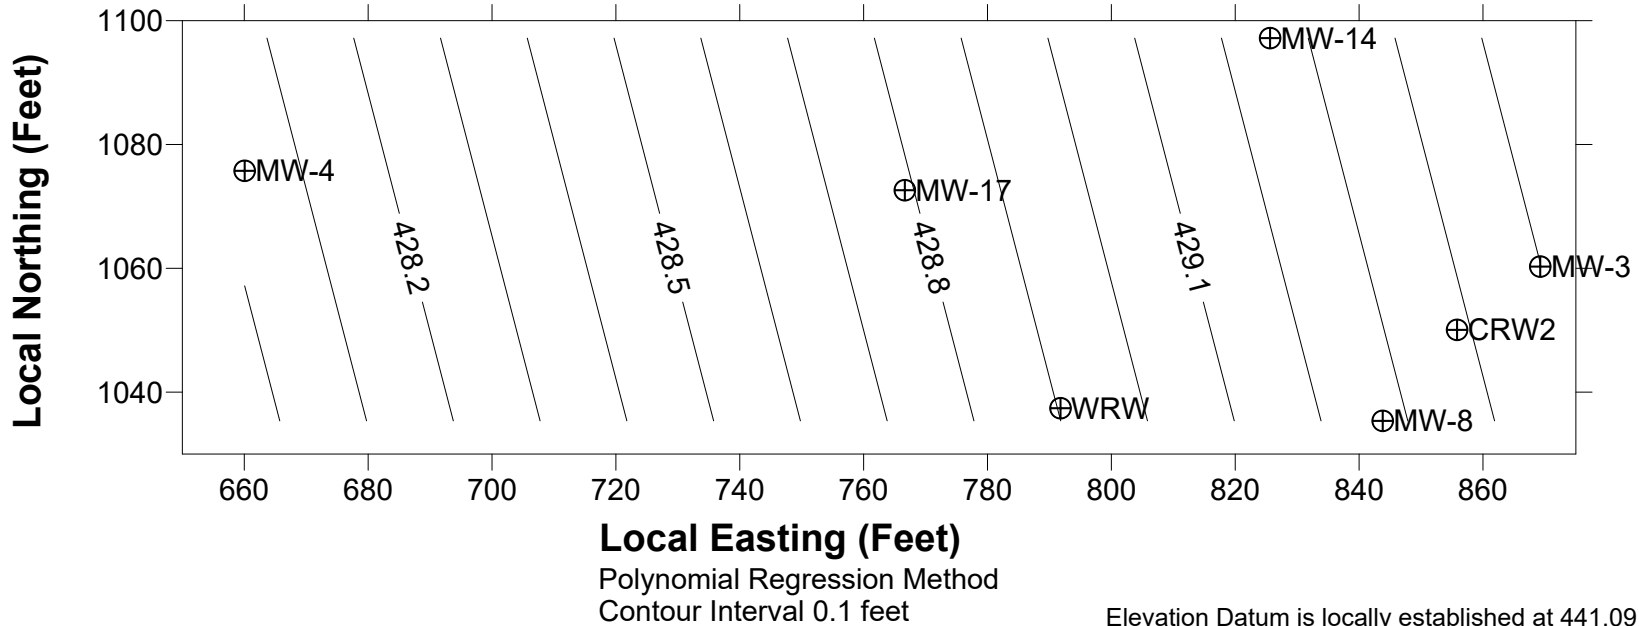 Local Northing (Feet)
1100
1080
1060
1040
MW-14
MW-4
MW-17
428.2
428.5
428.8
429.1
MW-3
CRW2
WRW
MW-8
660 680 700 720 740 760 780 800 820 840 860
Local Easting (Feet)
Polynomial Regression Method
Contour Interval 0.1 feet
Elevation Datum is locally established at 441.09